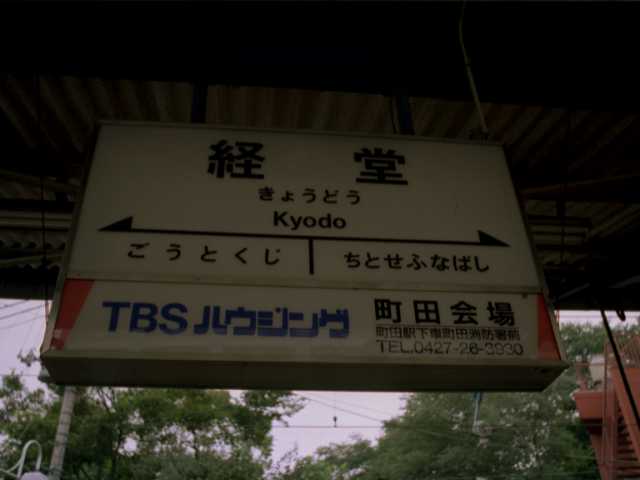 経堂
きょうどう
Kyodo
ごうとくじ ちとせふなばし
TBSハウジング 町田会場
町田駅下車町田消防署前
TEL.0427-26-3930